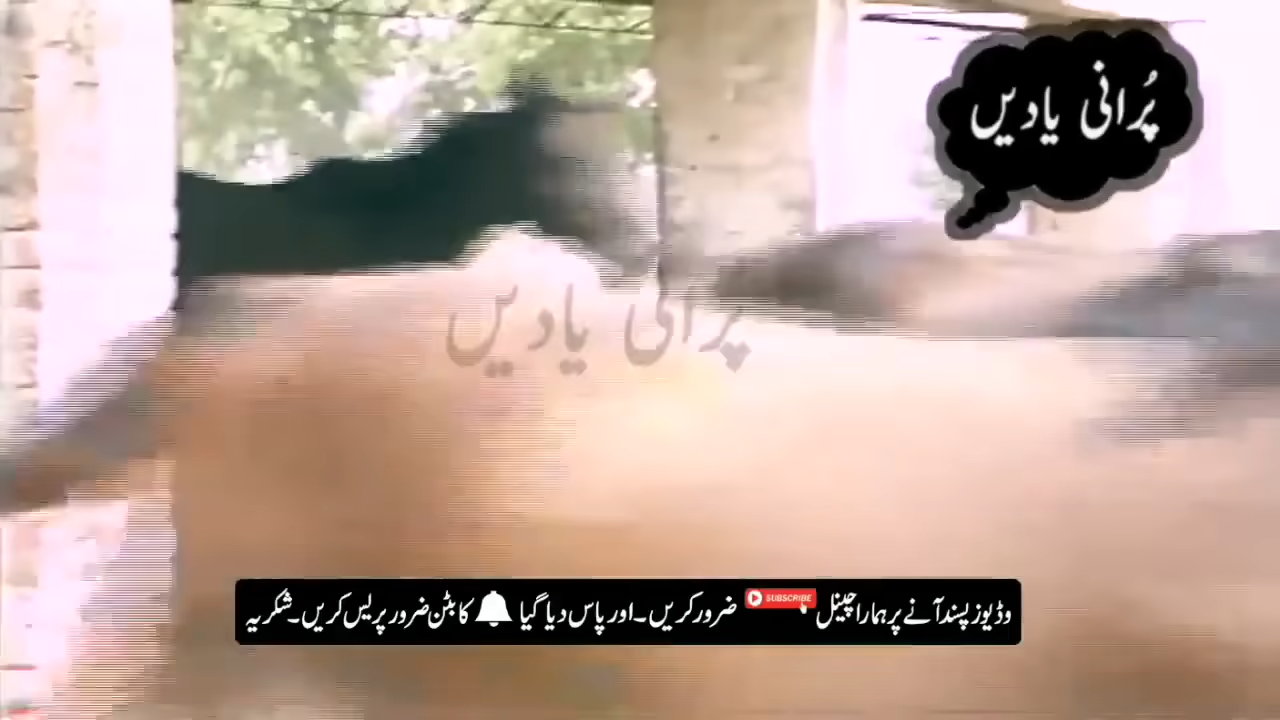 پُرانی یادیں
پُرانی یادیں
وڈیوز پسند آنے پر ہمارا چینل SUBSCRIBE ضرور کریں۔ اور پاس دیا گیا کا بٹن ضرور پریس کریں۔ شکریہ